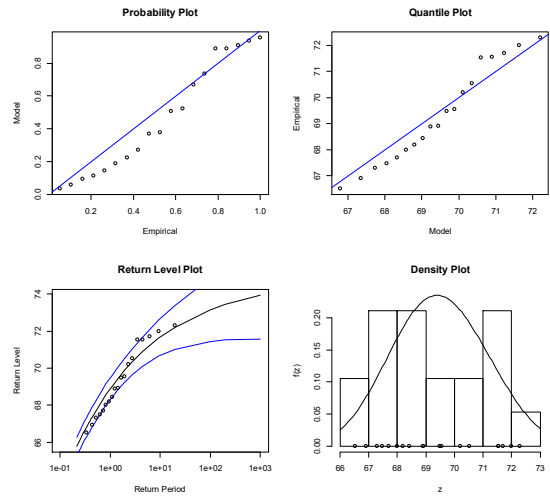 Probability Plot
Model
0.0 0.2 0.4 0.6 0.8
0.2 0.4 0.6 0.8 1.0
Empirical
Quantile Plot
Empirical
67 68 69 70 71 72
67 68 69 70 71 72
Model
Return Level Plot
Return Level
66 68 70 72 74
1e-01 1e+00 1e+01 1e+02 1e+03
Return Period
Density Plot
f(z)
0.00 0.05 0.10 0.15 0.20
66 67 68 69 70 71 72 73
z